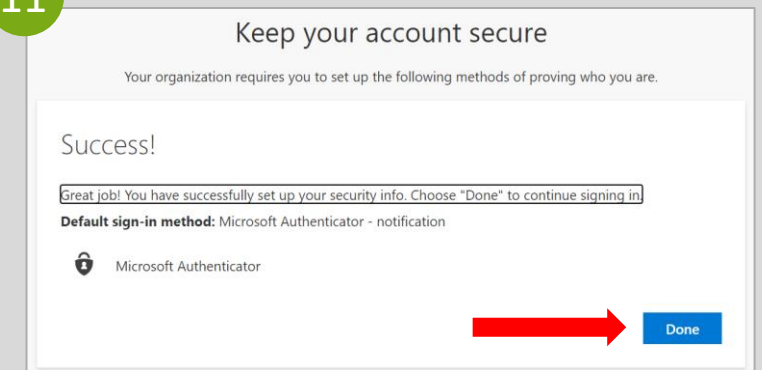 11
Keep your account secure
Your organization requires you to set up the following methods of proving who you are.
Success!
Great job! You have successfully set up your security info. Choose "Done" to continue signing in.
Default sign-in method: Microsoft Authenticator - notification
Microsoft Authenticator
Done